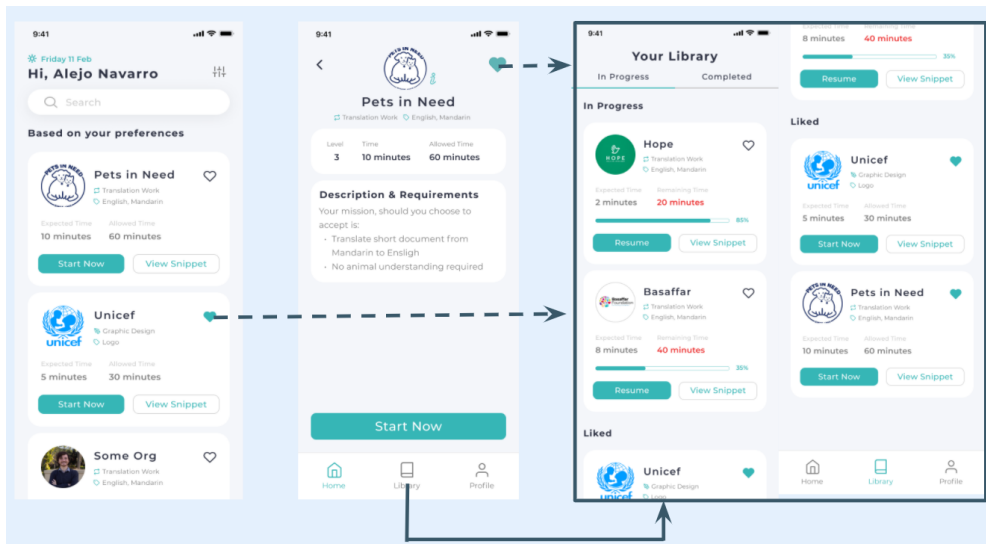 9:41
Friday 11 Feb
Hi, Alejo Navarro
Search
Based on your preferences
PETS IN NEED
Pets in Need
Translation Work
English, Mandarin
Expected Time Allowed Time
10 minutes 60 minutes
Start Now View Snippet
unicef
Unicef
Graphic Design
Logo
Expected Time Allowed Time
5 minutes 30 minutes
Start Now View Snippet
Some Org
Translation Work
English, Mandarin
9:41
PETS IN NEED
Pets in Need
Translation Work English, Mandarin
Level Time Allowed Time
3 10 minutes 60 minutes
Description & Requirements
Your mission, should you choose to
accept is:
- Translate short document from
Mandarin to Ensligh
- No animal understanding required
Start Now
Home Library Profile
9:41
Your Library
In Progress Completed
In Progress
HOPE
Hope
Translation Work
English, Mandarin
Expected Time Remaining Time
2 minutes 20 minutes
85%
Resume View Snippet
Basaffar
Basaffar
Translation Work
English, Mandarin
Expected Time Remaining Time
8 minutes 40 minutes
35%
Resume View Snippet
Liked
unicef
Unicef
Graphic Design
Logo
Expected Time Remaining Time
8 minutes 40 minutes
35%
Resume View Snippet
Liked
unicef
Unicef
Graphic Design
Logo
Expected Time Allowed Time
5 minutes 30 minutes
Start Now View Snippet
PETS IN NEED
Pets in Need
Translation Work
English, Mandarin
Expected Time Allowed Time
10 minutes 60 minutes
Start Now View Snippet
Home Library Profile